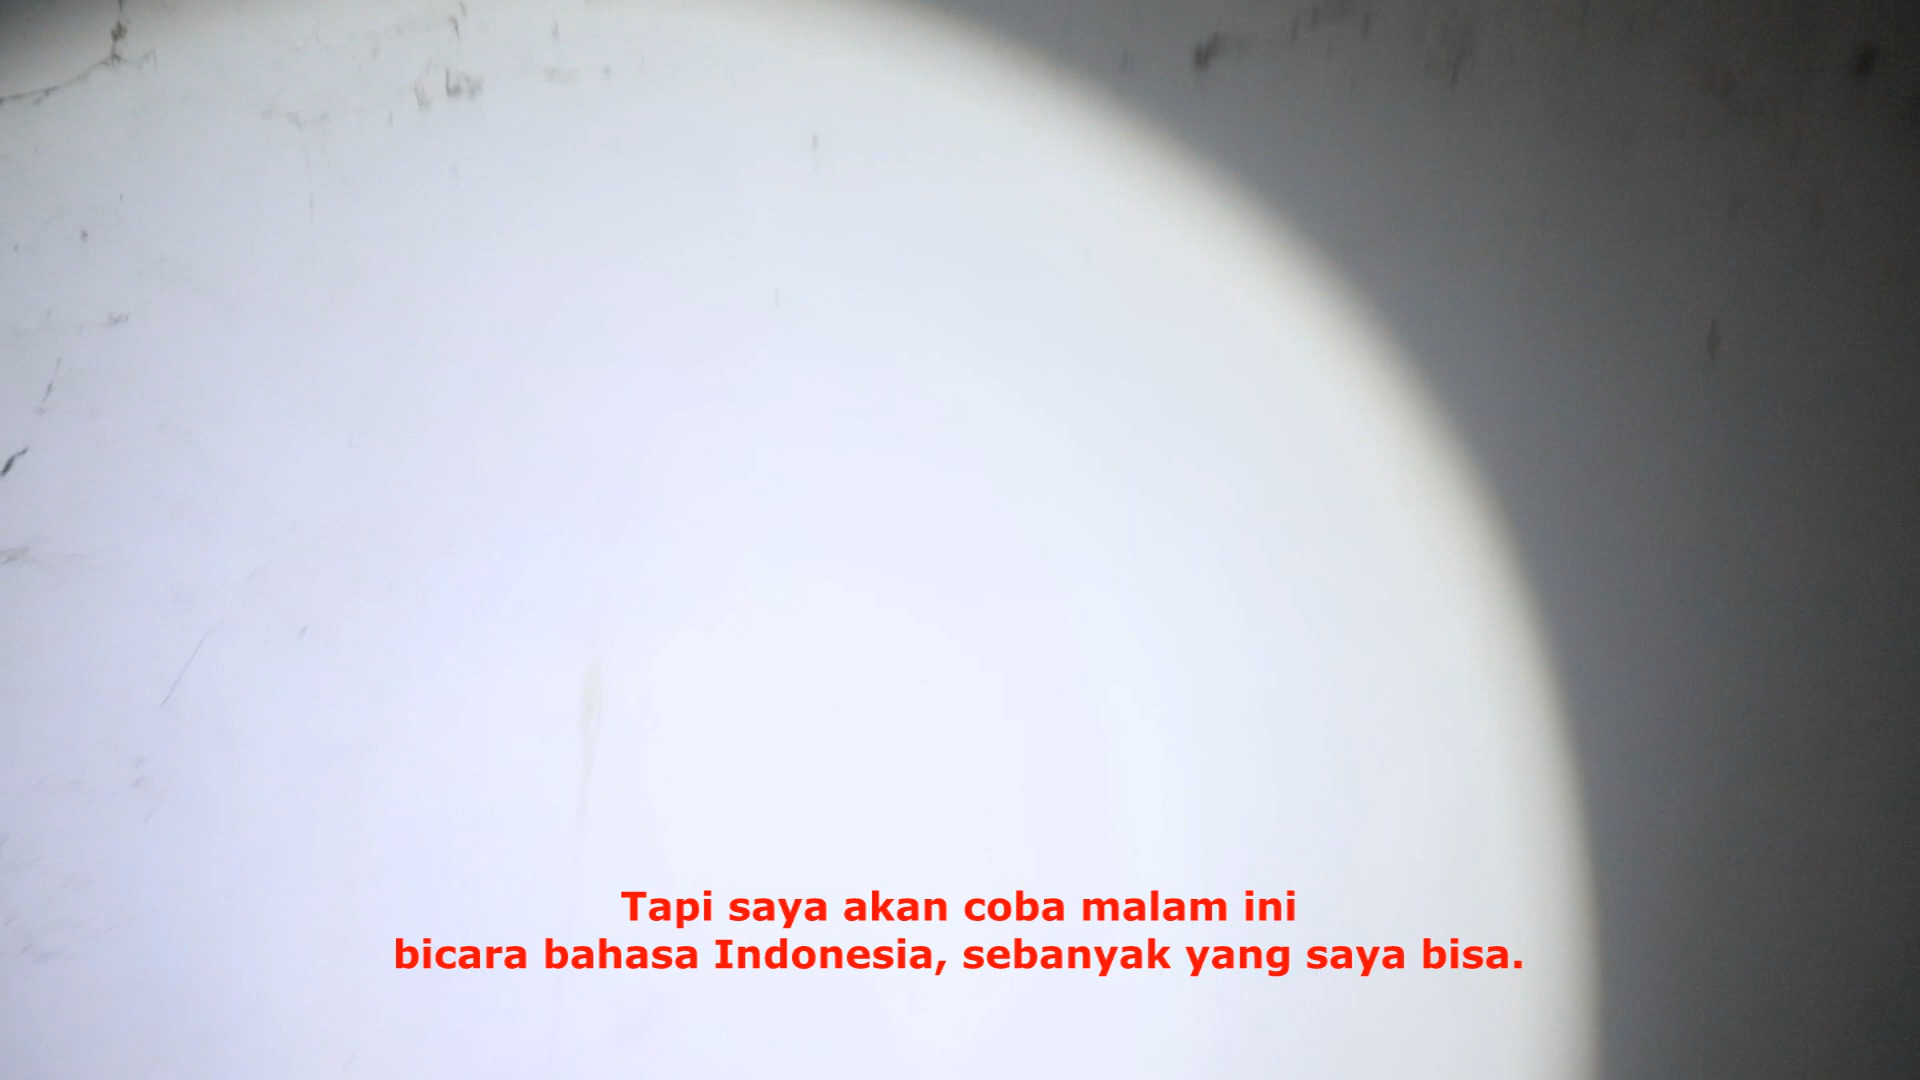 Tapi saya akan coba malam ini
bicara bahasa Indonesia, sebanyak yang saya bisa.